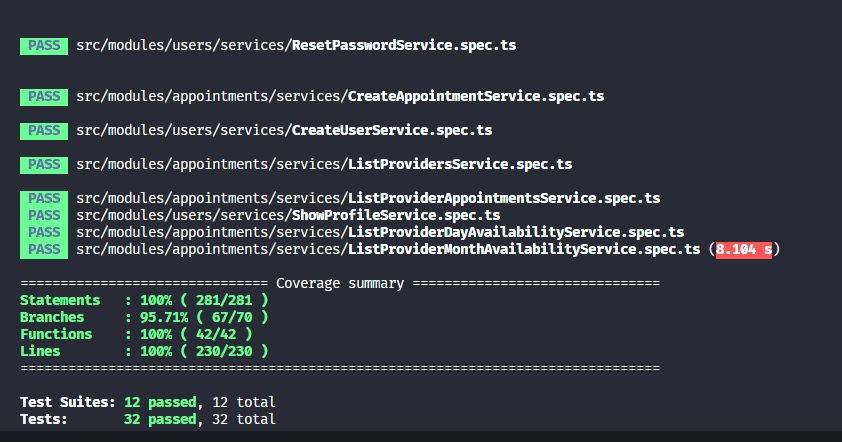 PASS src/modules/users/services/ResetPasswordService.spec.ts
PASS src/modules/appointments/services/CreateAppointmentService.spec.ts
PASS src/modules/users/services/CreateUserService.spec.ts
PASS src/modules/appointments/services/ListProvidersService.spec.ts
PASS src/modules/appointments/services/ListProviderAppointmentsService.spec.ts
PASS src/modules/users/services/ShowProfileService.spec.ts
PASS src/modules/appointments/services/ListProviderDayAvailabilityService.spec.ts
PASS src/modules/appointments/services/ListProviderMonthAvailabilityService.spec.ts (8.104 s)
=============================== Coverage summary ===============================
Statements   : 100% ( 281/281 )
Branches     : 95.71% ( 67/70 )
Functions    : 100% ( 42/42 )
Lines        : 100% ( 230/230 )
================================================================================
Test Suites: 12 passed, 12 total
Tests:       32 passed, 32 total